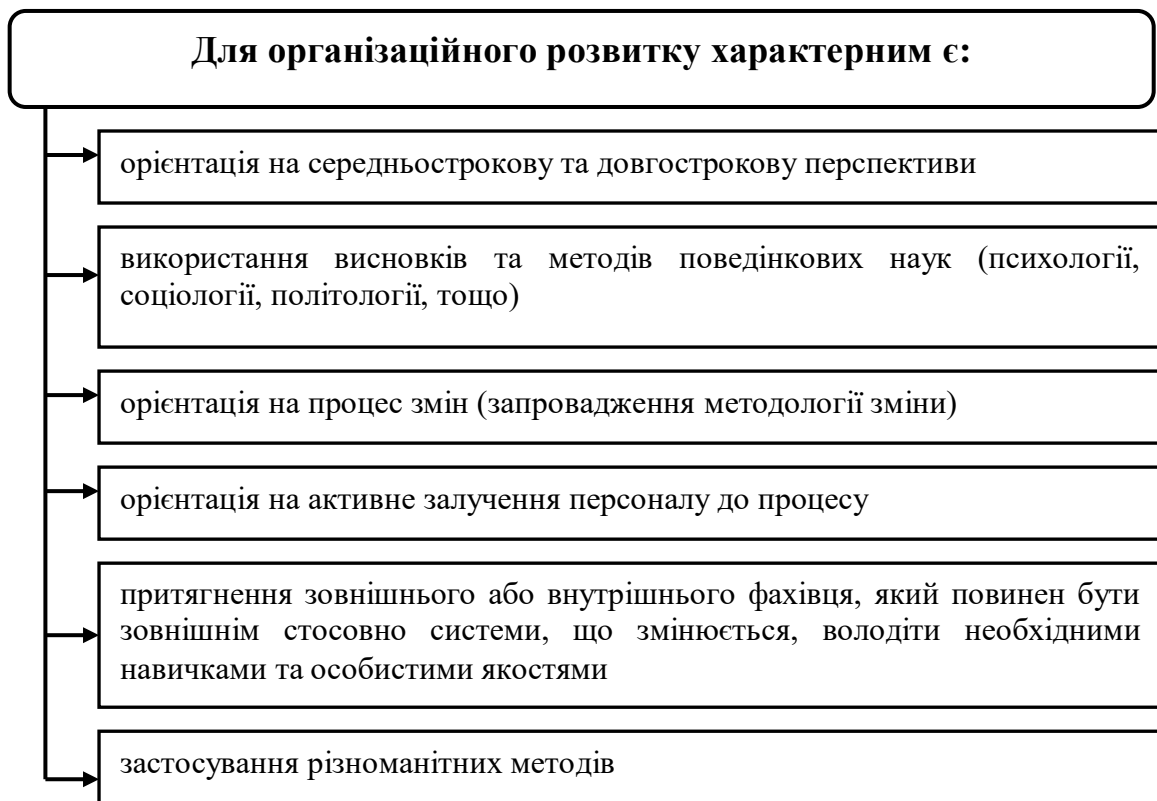 Для організаційного розвитку характерним є:
орієнтація на середньострокову та довгострокову перспективи
використання висновків та методів поведінкових наук (психології,
соціології, політології, тощо)
орієнтація на процес змін (запровадження методології зміни)
орієнтація на активне залучення персоналу до процесу
притягнення зовнішнього або внутрішнього фахівця, який повинен бути
зовнішнім стосовно системи, що змінюється, володіти необхідними
навичками та особистими якостями
застосування різноманітних методів